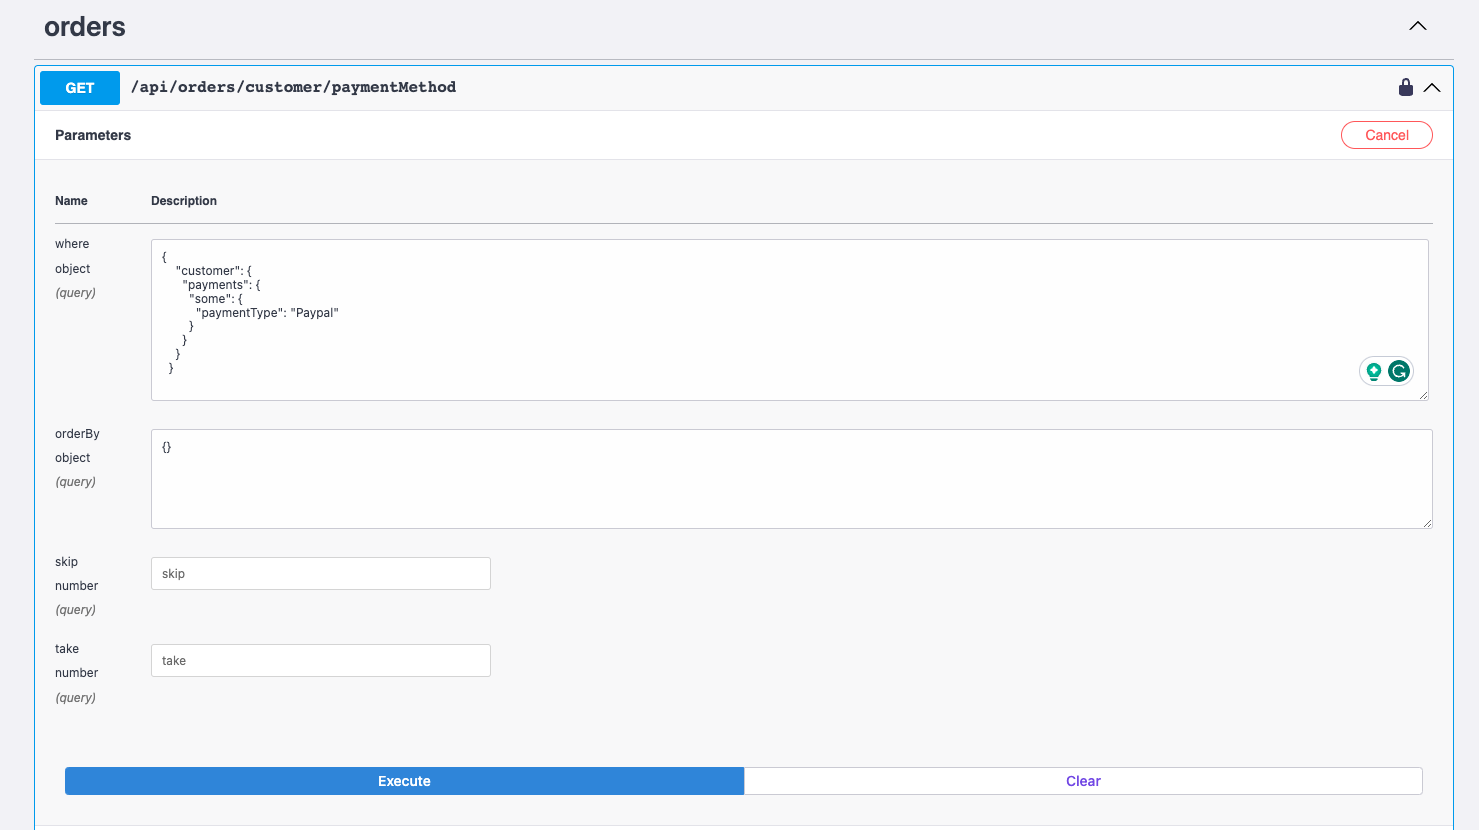 orders
GET /api/orders/customer/paymentMethod
Parameters Cancel
Name Description
where
object
(query)
{
"customer": {
"payments": {
"some": {
"paymentType": "Paypal"
}
}
}
}
orderBy
object
(query)
{}
skip
number
(query)
skip
take
number
(query)
take
Execute Clear